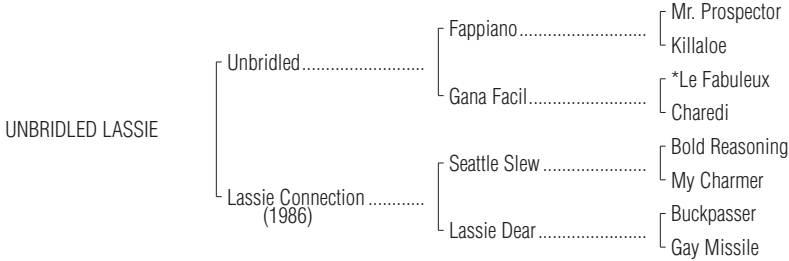 Mr. Prospector
Fappiano
Killaloe
Unbridled
*Le Fabuleux
Gana Facil
Charedi
UNBRIDLED LASSIE
Bold Reasoning
Seattle Slew
My Charmer
Lassie Connection
(1986)
Buckpasser
Lassie Dear
Gay Missile